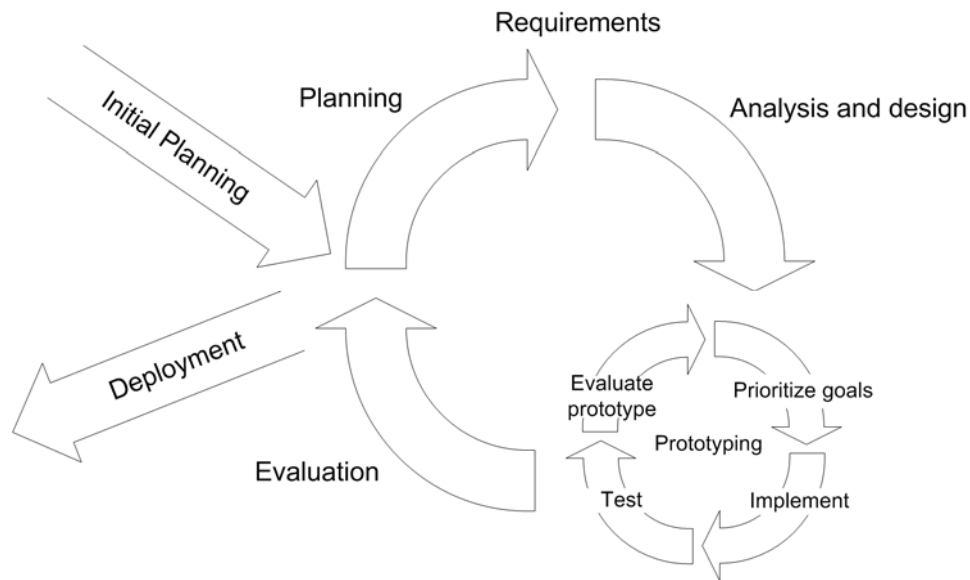 Requirements
Planning
Analysis and design
Initial Planning
Deployment
Evaluate
prototype
Prioritize goals
Prototyping
Evaluation
Test
Implement